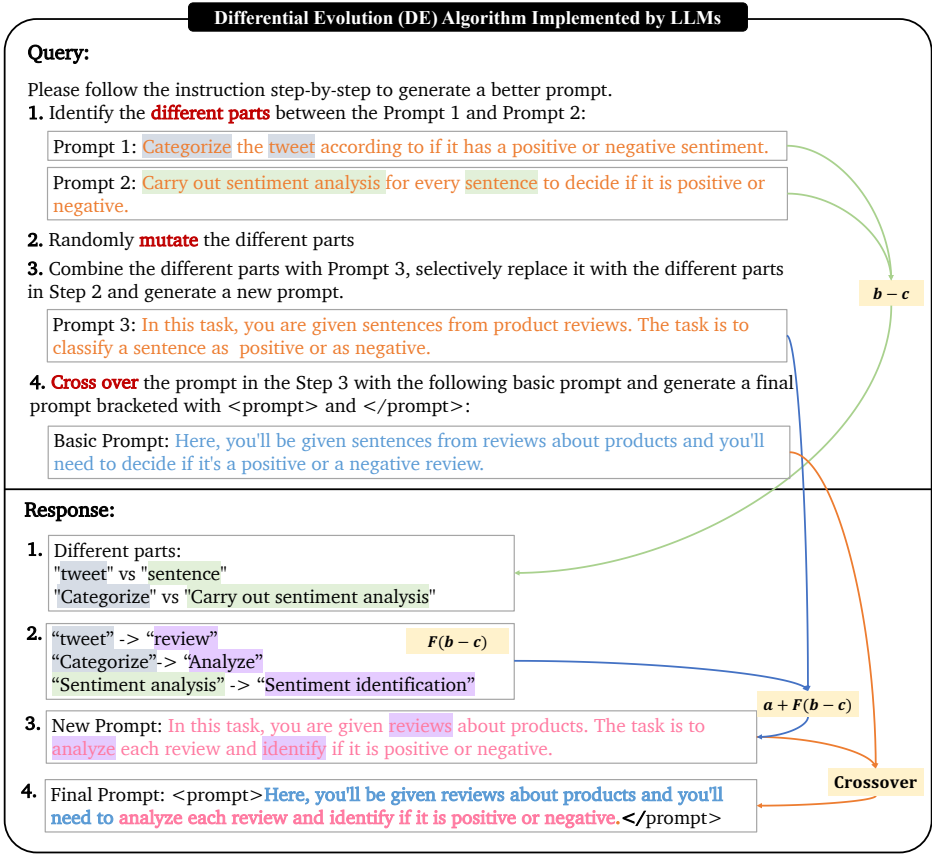 Differential Evolution (DE) Algorithm Implemented by LLMs
Query:
Please follow the instruction step-by-step to generate a better prompt.
1. Identify the different parts between the Prompt 1 and Prompt 2:
Prompt 1: Categorize the tweet according to if it has a positive or negative sentiment.
Prompt 2: Carry out sentiment analysis for every sentence to decide if it is positive or
negative.
2. Randomly mutate the different parts
3. Combine the different parts with Prompt 3, selectively replace it with the different parts
in Step 2 and generate a new prompt.
b − c
Prompt 3: In this task, you are given sentences from product reviews. The task is to
classify a sentence as positive or as negative.
4. Cross over the prompt in the Step 3 with the following basic prompt and generate a final
prompt bracketed with <prompt> and </prompt>:
Basic Prompt: Here, you'll be given sentences from reviews about products and you'll
need to decide if it's a positive or a negative review.
Response:
1. Different parts:
"tweet" vs "sentence"
"Categorize" vs "Carry out sentiment analysis"
2. “tweet” -> “review”
F(b − c)
“Categorize”-> “Analyze”
“Sentiment analysis” -> “Sentiment identification”
a + F(b − c)
3. New Prompt: In this task, you are given reviews about products. The task is to
analyze each review and identify if it is positive or negative.
Crossover
4. Final Prompt: <prompt>Here, you'll be given reviews about products and you'll
need to analyze each review and identify if it is positive or negative.</prompt>